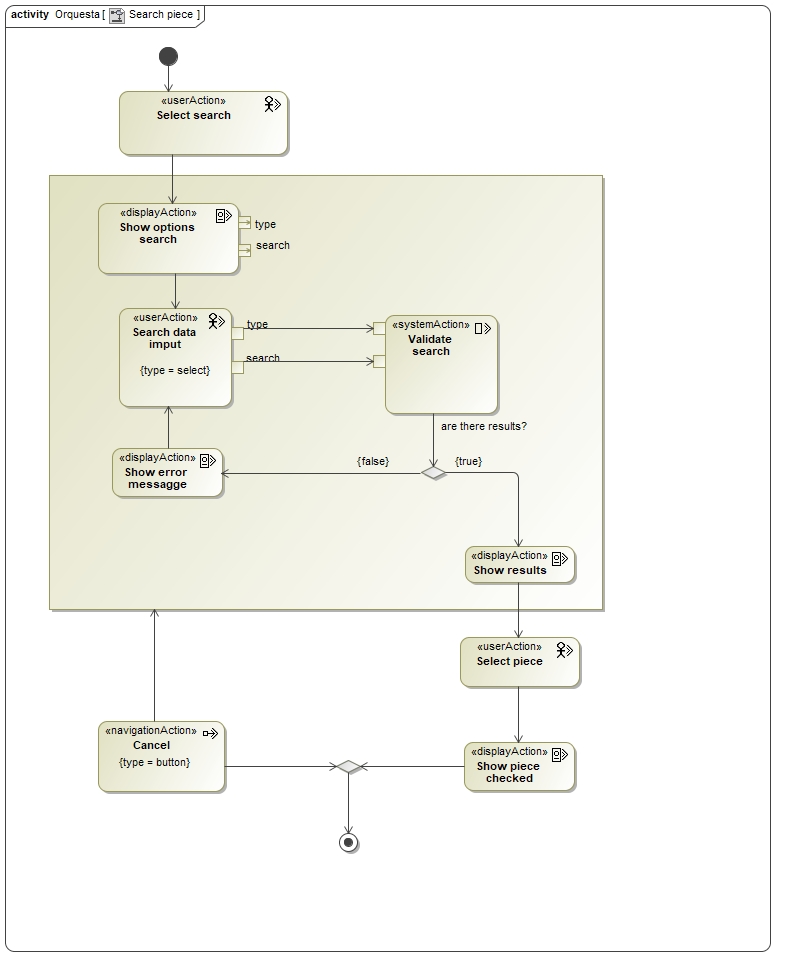 activity Orquesta [ Search piece ]
«userAction»
Select search
«displayAction»
Show options
search
type
search
«userAction»
Search data
imput
{type = select}
type
search
«systemAction»
Validate
search
are there results?
{false}
{true}
«displayAction»
Show error
messagge
«displayAction»
Show results
«userAction»
Select piece
«navigationAction»
Cancel
{type = button}
«displayAction»
Show piece
checked